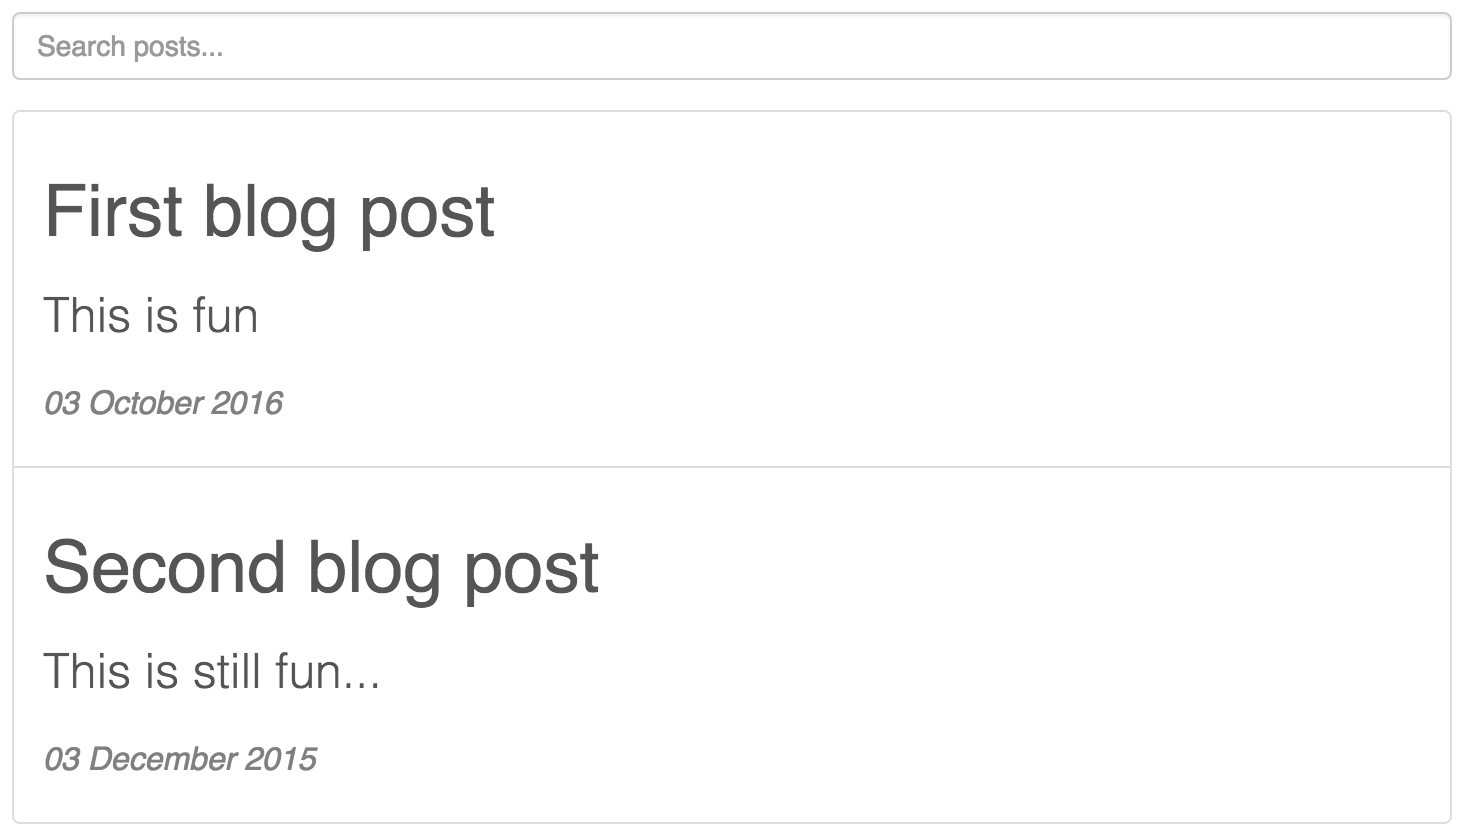 Search posts...
First blog post
This is fun
03 October 2016
Second blog post
This is still fun...
03 December 2015